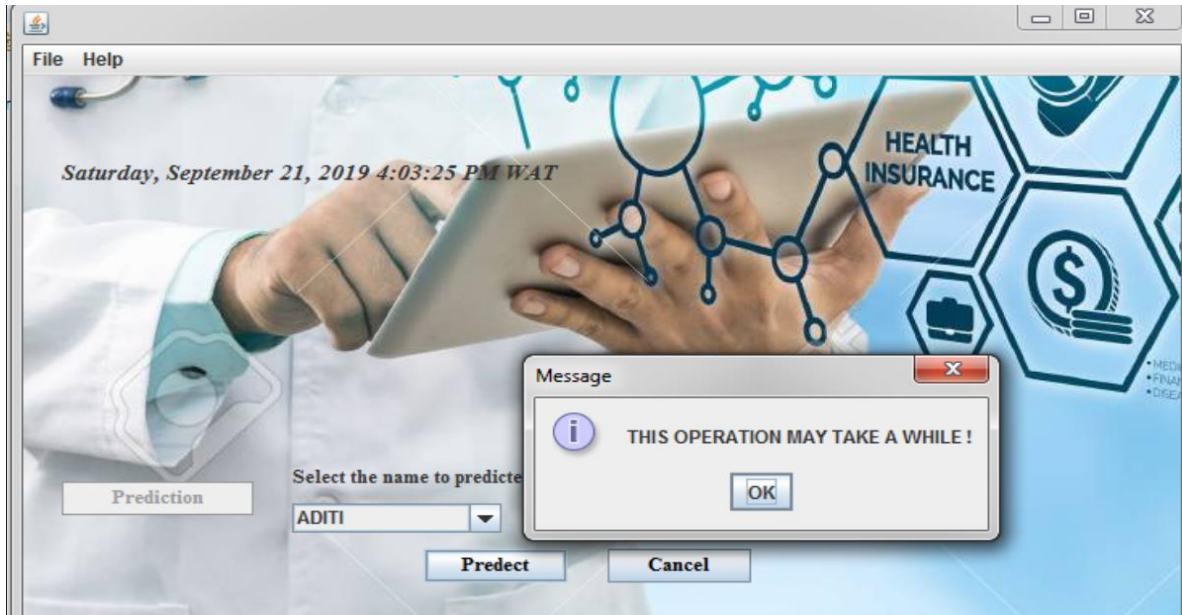 File Help
Saturday, September 21, 2019 4:03:25 PM WAT
HEALTH
INSURANCE
Message
THIS OPERATION MAY TAKE A WHILE !
OK
Select the name to predicte
Prediction
ADITI
Predect
Cancel